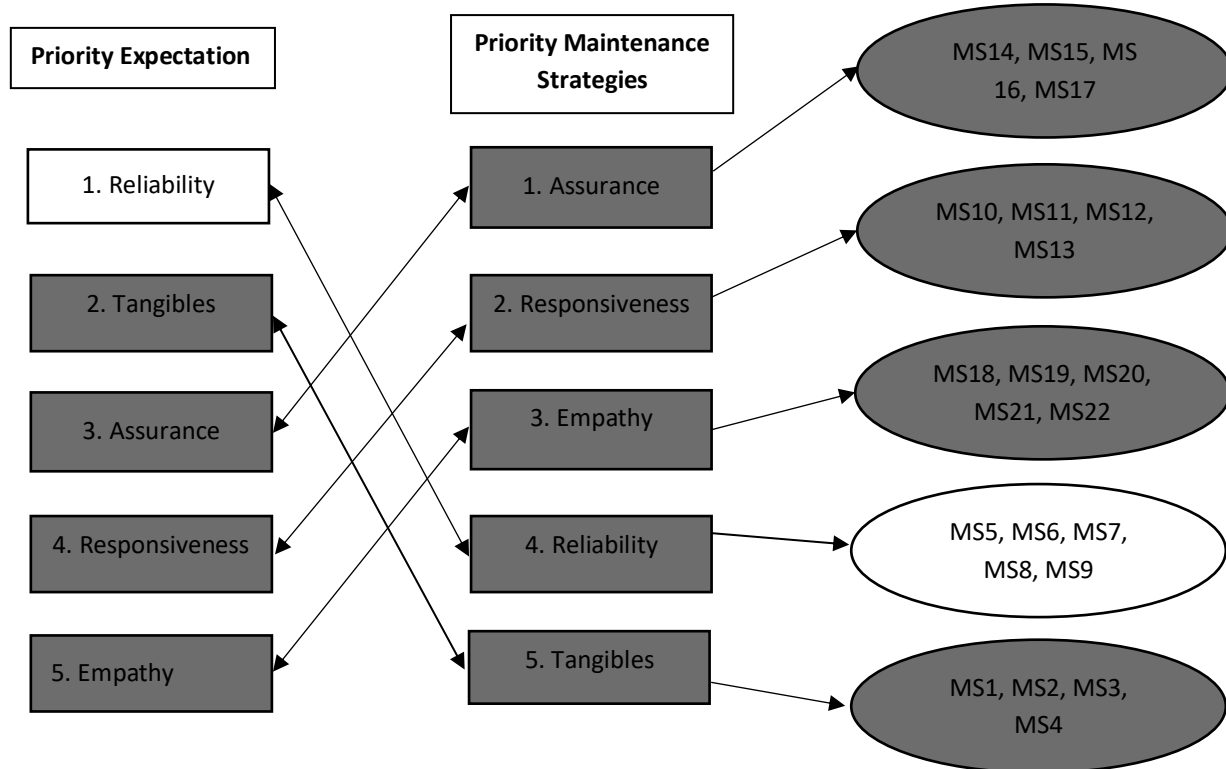 Priority Expectation
Priority Maintenance
Strategies
1. Reliability
2. Tangibles
3. Assurance
4. Responsiveness
5. Empathy
1. Assurance
2. Responsiveness
3. Empathy
4. Reliability
5. Tangibles
MS14, MS15, MS
16, MS17
MS10, MS11, MS12,
MS13
MS18, MS19, MS20,
MS21, MS22
MS5, MS6, MS7,
MS8, MS9
MS1, MS2, MS3,
MS4